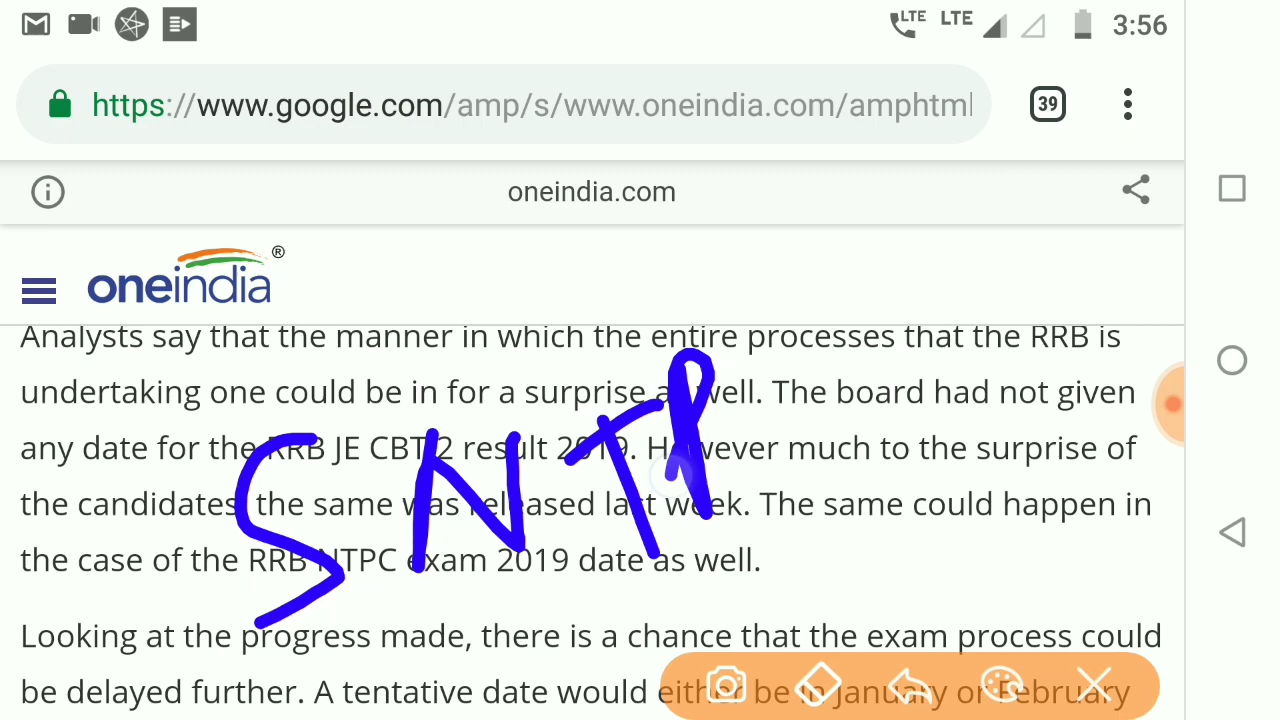 LTE LTE 3:56
https://www.google.com/amp/s/www.oneindia.com/amphtml 39
oneindia.com
oneindia®
Analysts say that the manner in which the entire processes that the RRB is
undertaking one could be in for a surprise as well. The board had not given
any date for the RRB JE CBT 2 result 2019. However much to the surprise of
the candidates, the same was released last week. The same could happen in
the case of the RRB NTPC exam 2019 date as well.
SNTP
Looking at the progress made, there is a chance that the exam process could
be delayed further. A tentative date would either be in January or February